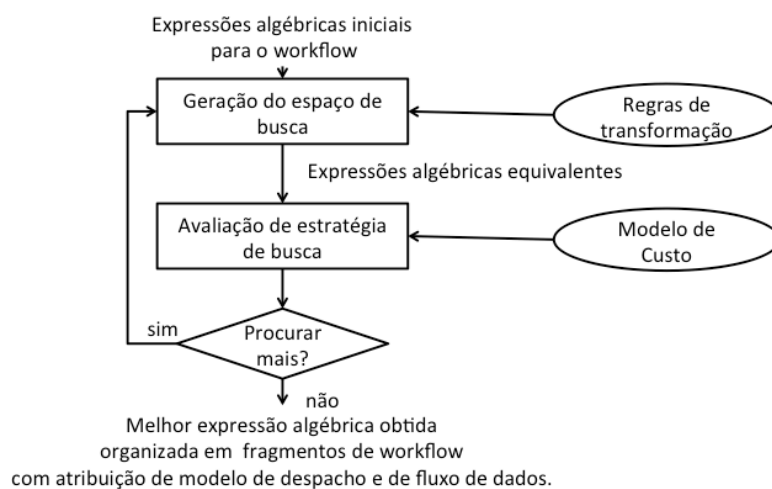 Expressões algébricas iniciais
para o workflow
Geração do espaço de
busca
Regras de
transformação
Expressões algébricas equivalentes
Avaliação de estratégia
de busca
Modelo de
Custo
sim
Procurar
mais?
não
Melhor expressão algébrica obtida
organizada em fragmentos de workflow
com atribuição de modelo de despacho e de fluxo de dados.